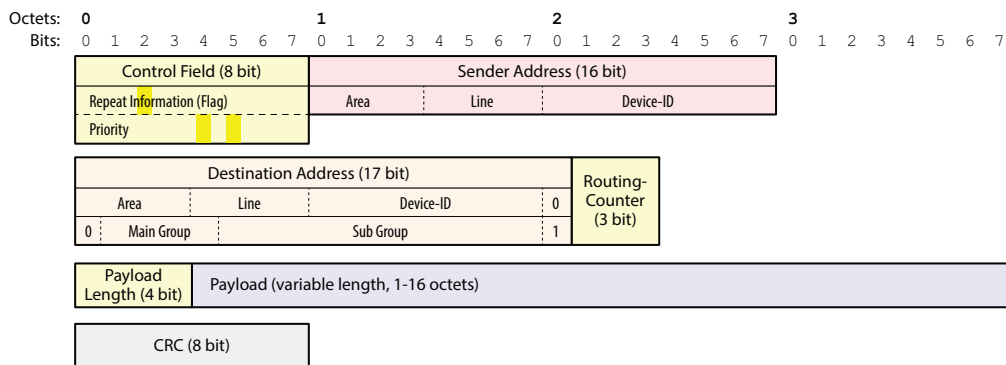 Octets: 0 1 2 3
Bits: 0 1 2 3 4 5 6 7 0 1 2 3 4 5 6 7 0 1 2 3 4 5 6 7 0 1 2 3 4 5 6 7
Control Field (8 bit) Sender Address (16 bit)
Repeat Information (Flag) Area Line Device-ID
Priority
Destination Address (17 bit)
Routing-
Counter
(3 bit)
Area Line Device-ID 0
0 Main Group Sub Group 1
Payload
Length (4 bit)
Payload (variable length, 1-16 octets)
CRC (8 bit)